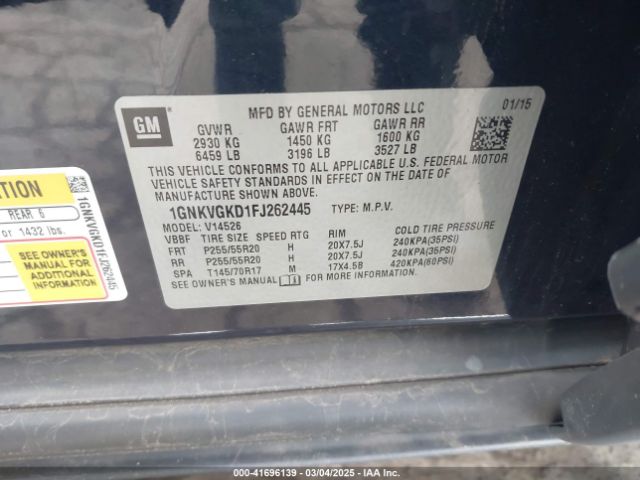 GM
MFD BY GENERAL MOTORS LLC
01/15
GVWR GAWR FRT GAWR RR
2930 KG 1450 KG 1600 KG
6459 LB 3196 LB 3527 LB
THIS VEHICLE CONFORMS TO ALL APPLICABLE U.S. FEDERAL MOTOR
VEHICLE SAFETY STANDARDS IN EFFECT ON THE DATE OF
MANUFACTURE SHOWN ABOVE.
1GNKVGKD1FJ262445 TYPE: M.P.V.
MODEL: V14526
VBBF TIRE SIZE SPEED RTG RIM COLD TIRE PRESSURE
FRT P255/55R20 H 20X7.5J 240KPA(35PSI)
RR P255/55R20 H 20X7.5J 240KPA(35PSI)
SPA T145/70R17 M 17X4.5B 420KPA(60PSI)
SEE OWNER'S MANUAL
ITION
REAR 6
or 1432 lbs.
SEE OWNER'S
MANUAL FOR
ADDITIONAL
INFORMATION
1GNKVGKD1FJ262445
000-41696139 - 03/04/2025 - IAAI, Inc.